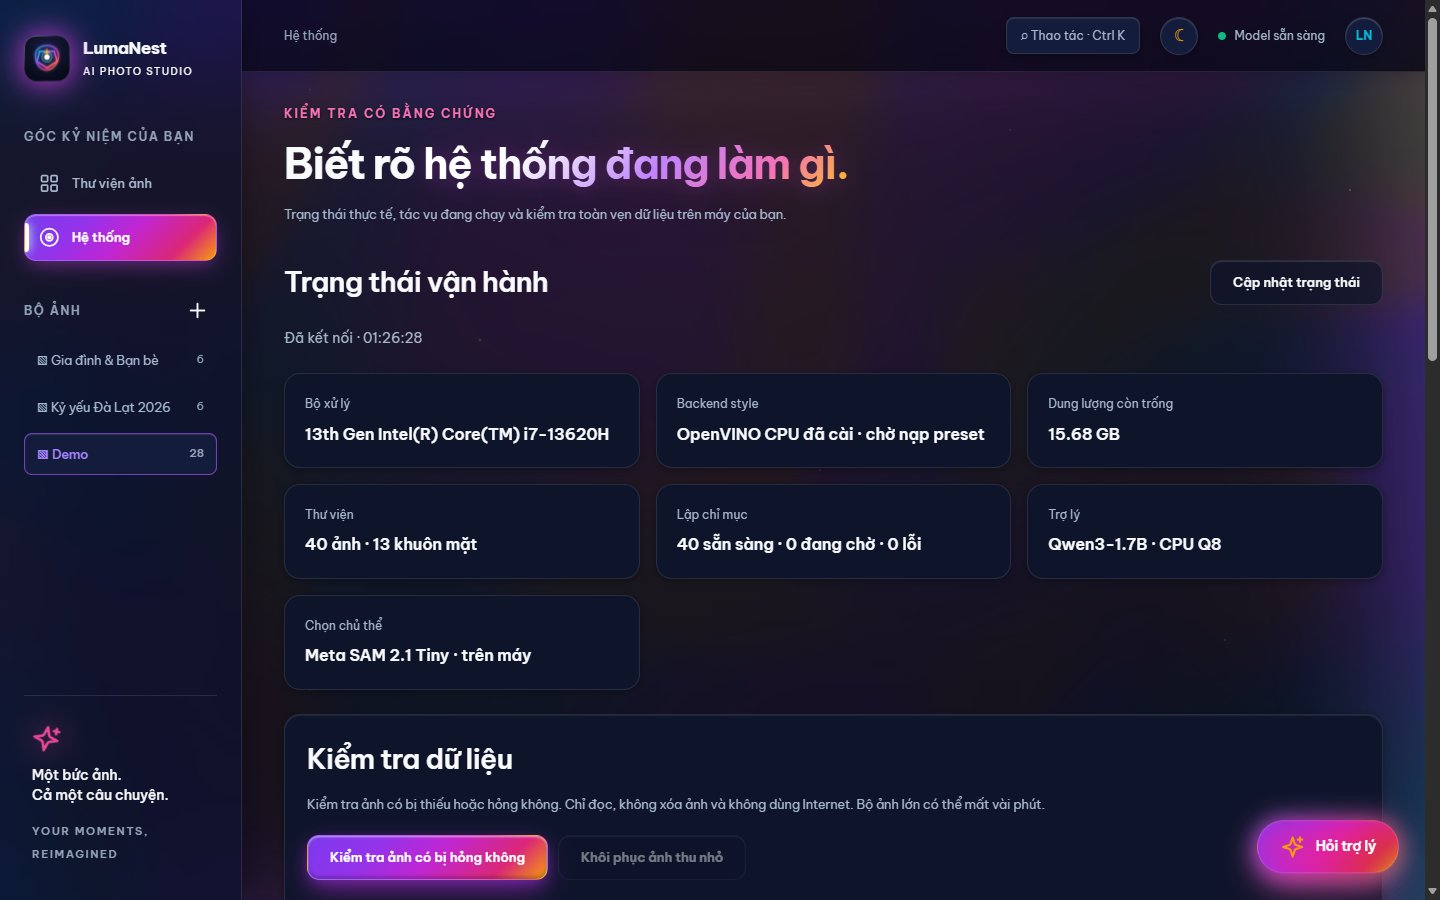 LumaNest
AI PHOTO STUDIO
GÓC KỶ NIỆM CỦA BẠN
Thư viện ảnh
Hệ thống
BỘ ẢNH
Gia đình & Bạn bè 6
Kỷ yếu Đà Lạt 2026 6
Demo 28
Một bức ảnh.
Cả một câu chuyện.
YOUR MOMENTS,
REIMAGINED
Hệ thống
Thao tác · Ctrl K
Model sẵn sàng
LN
KIỂM TRA CÓ BẰNG CHỨNG
Biết rõ hệ thống đang làm gì.
Trạng thái thực tế, tác vụ đang chạy và kiểm tra toàn vẹn dữ liệu trên máy của bạn.
Trạng thái vận hành
Cập nhật trạng thái
Đã kết nối · 01:26:28
Bộ xử lý
13th Gen Intel(R) Core(TM) i7-13620H
Backend style
OpenVINO CPU đã cài · chờ nạp preset
Dung lượng còn trống
15.68 GB
Thư viện
40 ảnh · 13 khuôn mặt
Lập chỉ mục
40 sẵn sàng · 0 đang chờ · 0 lỗi
Trợ lý
Qwen3-1.7B · CPU Q8
Chọn chủ thể
Meta SAM 2.1 Tiny · trên máy
Kiểm tra dữ liệu
Kiểm tra ảnh có bị thiếu hoặc hỏng không. Chỉ đọc, không xóa ảnh và không dùng Internet. Bộ ảnh lớn có thể mất vài phút.
Kiểm tra ảnh có bị hỏng không
Khôi phục ảnh thu nhỏ
Hỏi trợ lý